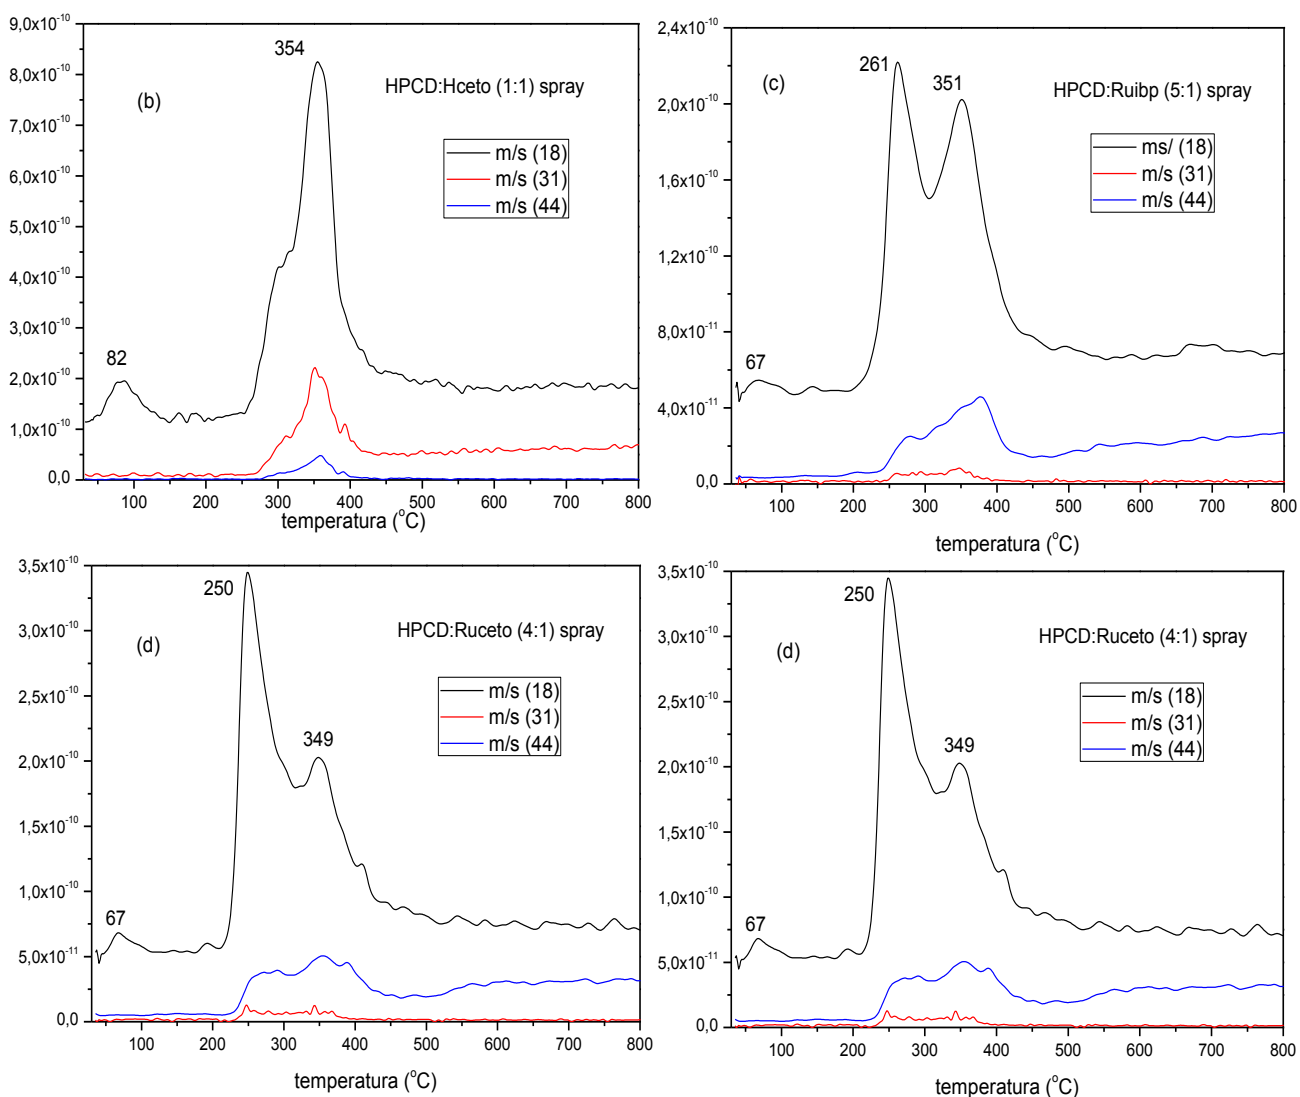 9,0x10⁻¹⁰
8,0x10⁻¹⁰
7,0x10⁻¹⁰
6,0x10⁻¹⁰
5,0x10⁻¹⁰
4,0x10⁻¹⁰
3,0x10⁻¹⁰
2,0x10⁻¹⁰
1,0x10⁻¹⁰
0,0
354
82
(b)
HPCD:Hceto (1:1) spray
m/s (18)
m/s (31)
m/s (44)
100 200 300 400 500 600 700 800
temperatura (°C)
2,4x10⁻¹⁰
2,0x10⁻¹⁰
1,6x10⁻¹⁰
1,2x10⁻¹⁰
8,0x10⁻¹¹
4,0x10⁻¹¹
0,0
261
351
67
(c)
HPCD:Ruibp (5:1) spray
ms/ (18)
m/s (31)
m/s (44)
100 200 300 400 500 600 700 800
temperatura (°C)
3,5x10⁻¹⁰
3,0x10⁻¹⁰
2,5x10⁻¹⁰
2,0x10⁻¹⁰
1,5x10⁻¹⁰
1,0x10⁻¹⁰
5,0x10⁻¹¹
0,0
250
349
67
(d)
HPCD:Ruceto (4:1) spray
m/s (18)
m/s (31)
m/s (44)
100 200 300 400 500 600 700 800
temperatura (°C)
3,5x10⁻¹⁰
3,0x10⁻¹⁰
2,5x10⁻¹⁰
2,0x10⁻¹⁰
1,5x10⁻¹⁰
1,0x10⁻¹⁰
5,0x10⁻¹¹
0,0
250
349
67
(d)
HPCD:Ruceto (4:1) spray
m/s (18)
m/s (31)
m/s (44)
100 200 300 400 500 600 700 800
temperatura (°C)